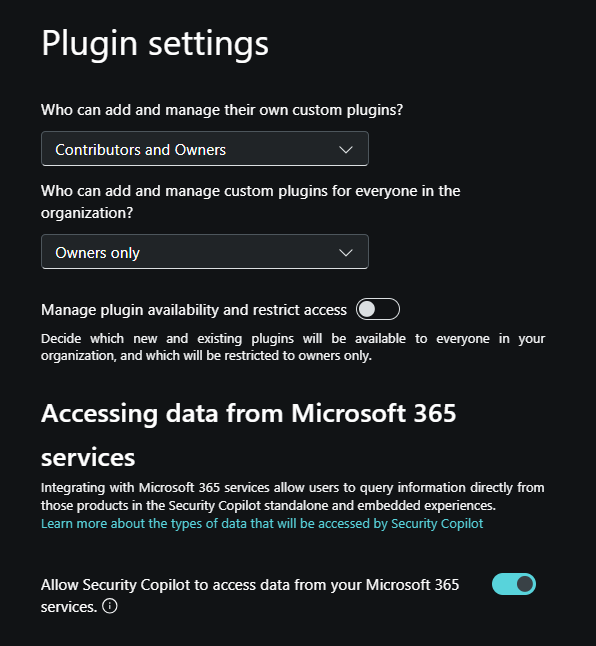 Plugin settings
Who can add and manage their own custom plugins?
Contributors and Owners
Who can add and manage custom plugins for everyone in the
organization?
Owners only
Manage plugin availability and restrict access
Decide which new and existing plugins will be available to everyone in your
organization, and which will be restricted to owners only.
Accessing data from Microsoft 365
services
Integrating with Microsoft 365 services allow users to query information directly from
those products in the Security Copilot standalone and embedded experiences.
Learn more about the types of data that will be accessed by Security Copilot
Allow Security Copilot to access data from your Microsoft 365
services.